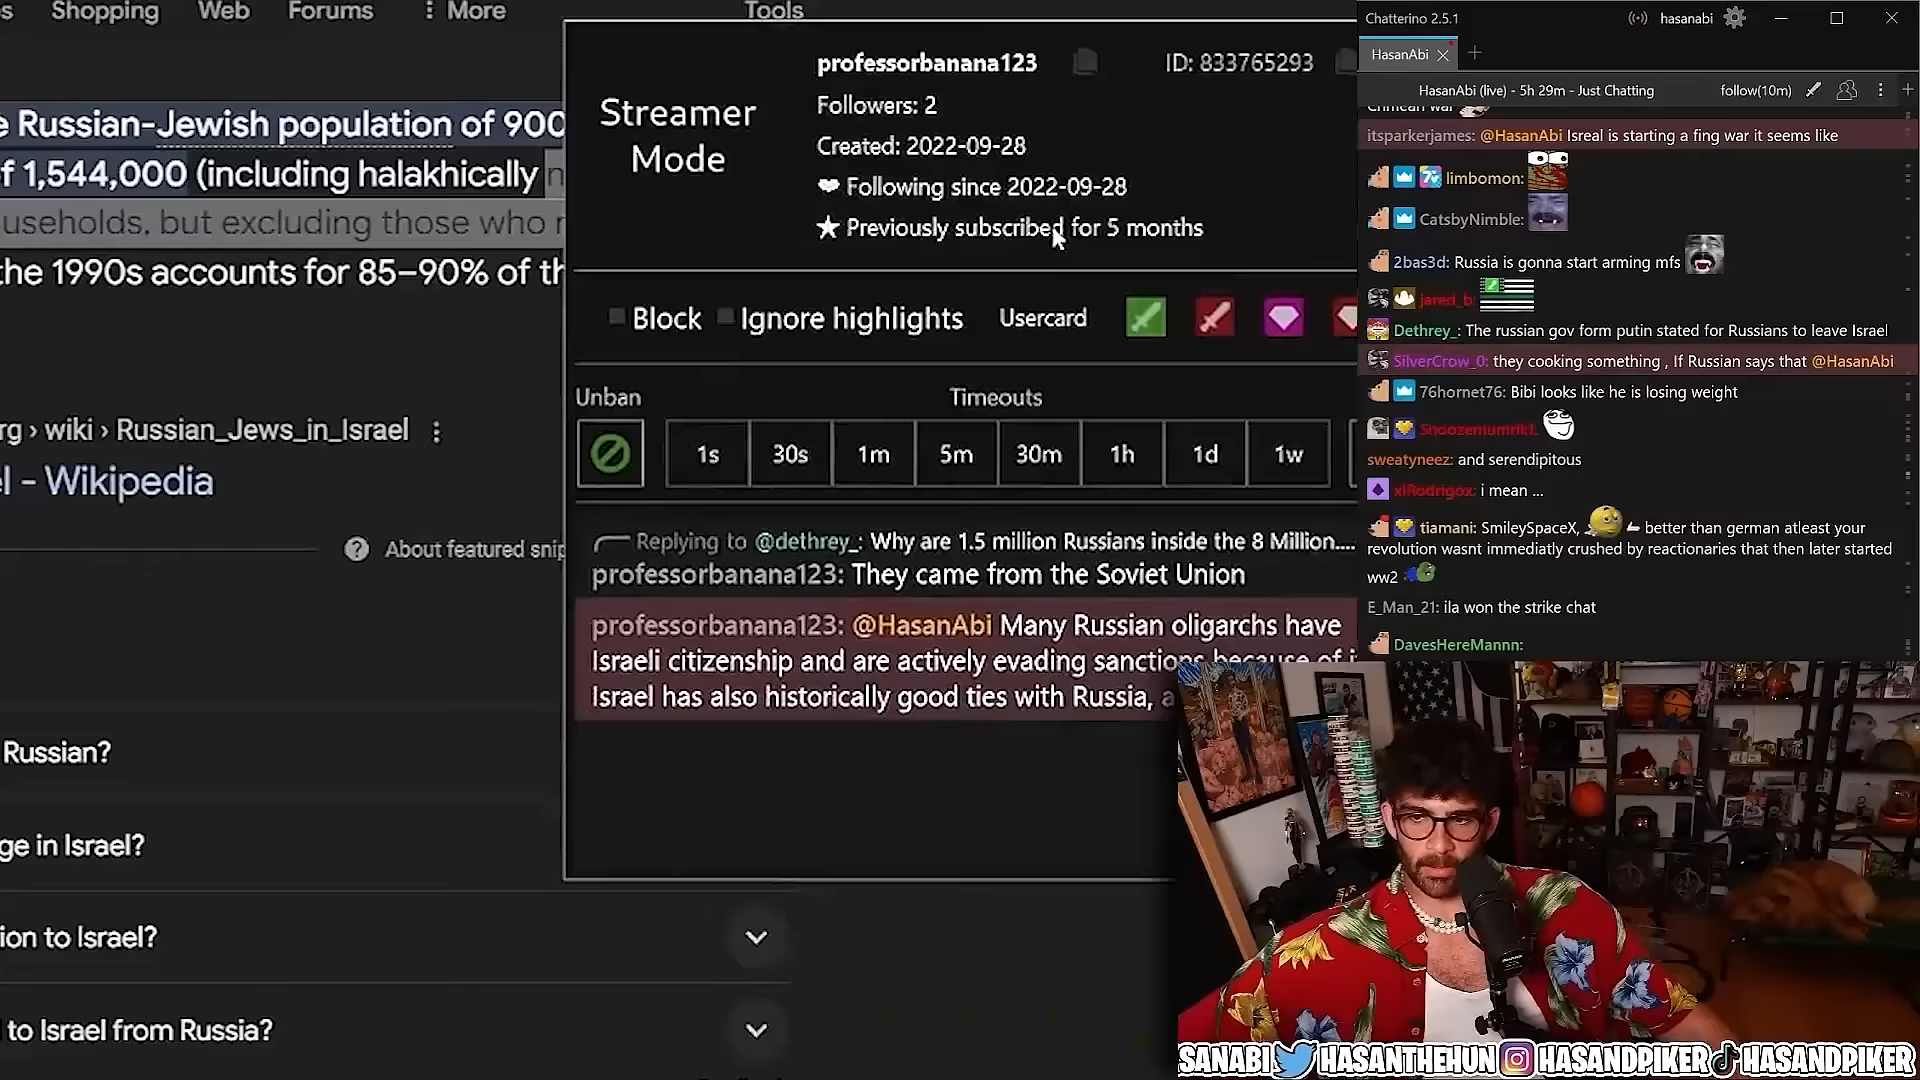 Shopping Web Forums More Tools
e Russian-Jewish population of 900
f 1,544,000 (including halakhically
useholds, but excluding those who
the 1990s accounts for 85–90% of th
rg › wiki › Russian_Jews_in_Israel
el - Wikipedia
About featured snip
Russian?
ge in Israel?
ion to Israel?
to Israel from Russia?
Streamer
Mode
professorbanana123
ID: 833765293
Followers: 2
Created: 2022-09-28
Following since 2022-09-28
Previously subscribed for 5 months
Block Ignore highlights Usercard
Unban
Timeouts
1s 30s 1m 5m 30m 1h 1d 1w
Replying to @dethrey_: Why are 1.5 million Russians inside the 8 Million....
professorbanana123: They came from the Soviet Union
professorbanana123: @HasanAbi Many Russian oligarchs have
Israeli citizenship and are actively evading sanctions because of i
Israel has also historically good ties with Russia, a
Chatterino 2.5.1
hasanabi
HasanAbi
HasanAbi (live) - 5h 29m - Just Chatting
follow(10m)
Crimean war
itsparkerjames: @HasanAbi Isreal is starting a fing war it seems like
limbomon:
CatsbyNimble:
2bas3d: Russia is gonna start arming mfs
jared_b:
Dethrey_: The russian gov form putin stated for Russians to leave Israel
SilverCrow_0: they cooking something , If Russian says that @HasanAbi
76hornet76: Bibi looks like he is losing weight
sweatyneez: and serendipitous
xlRodrigox: i mean ...
tiamani: SmileySpaceX, better than german atleast your
revolution wasnt immediatly crushed by reactionaries that then later started
ww2
E_Man_21: ila won the strike chat
DavesHereMannn:
SANABI HASANTHEHUN HASANDPIKER HASANDPIKER